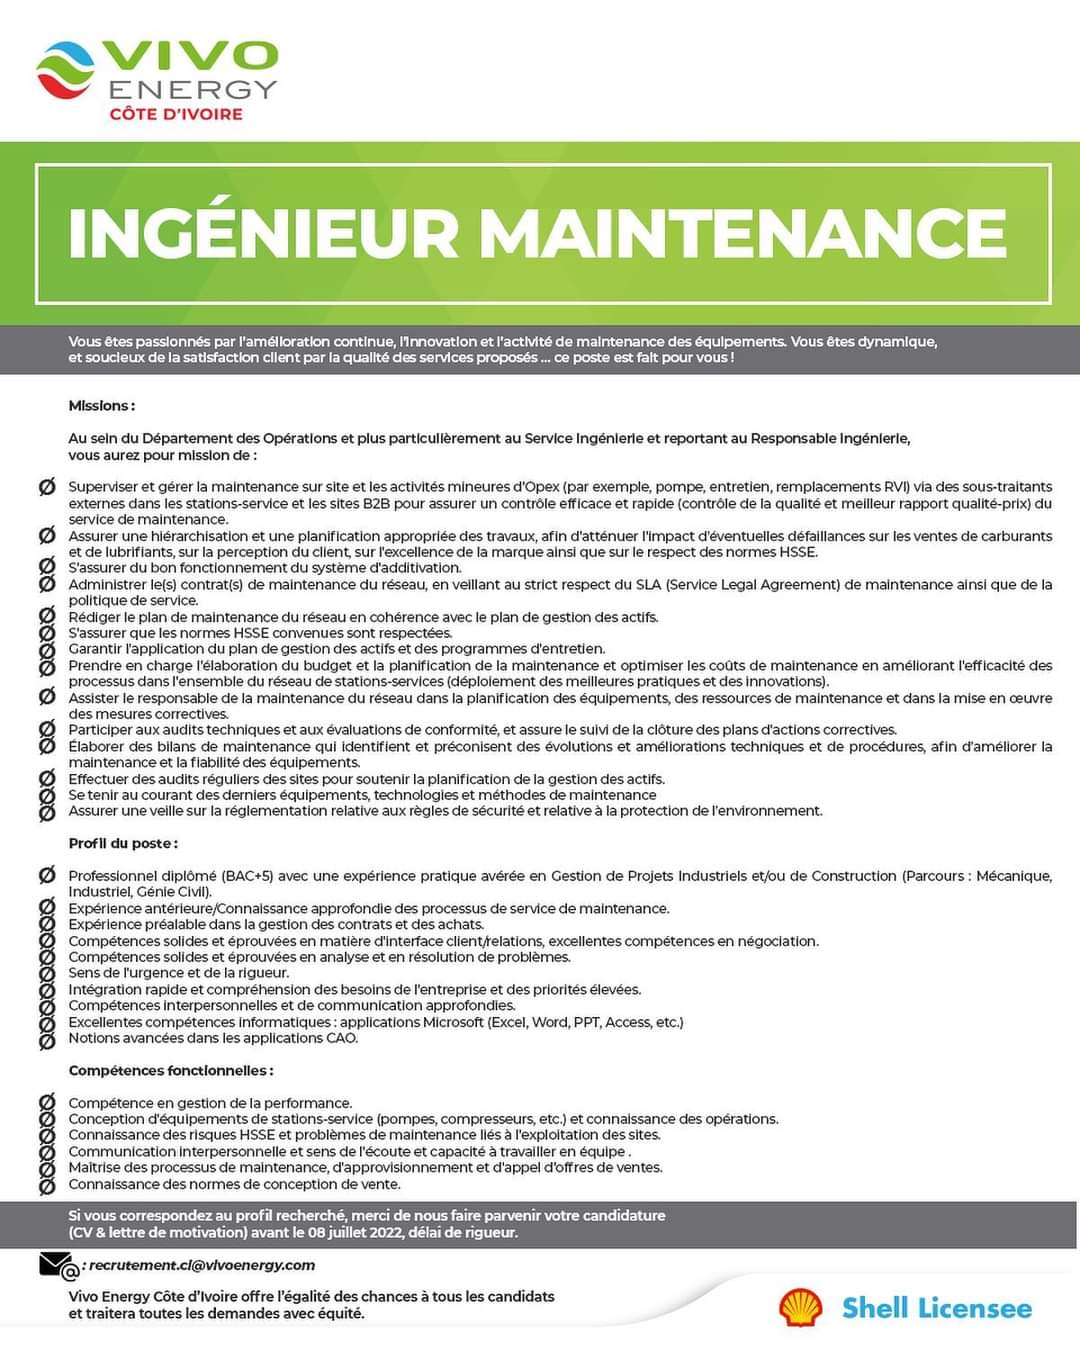 VIVO
ENERGY
CÔTE D'IVOIRE
INGÉNIEUR MAINTENANCE
Vous êtes passionnés par l'amélioration continue, l'innovation et l'activité de maintenance des équipements. Vous êtes dynamique,
et soucieux de la satisfaction client par la qualité des services proposés ... ce poste est fait pour vous !
Missions :
Au sein du Département des Opérations et plus particulièrement au Service Ingénierie et reportant au Responsable Ingénierie,
vous aurez pour mission de :
Superviser et gérer la maintenance sur site et les activités mineures d'Opex (par exemple, pompe, entretien, remplacements RVI) via des sous-traitants
externes dans les stations-service et les sites B2B pour assurer un contrôle efficace et rapide (contrôle de la qualité et meilleur rapport qualité-prix) du
service de maintenance.
Assurer une hiérarchisation et une planification appropriée des travaux, afin d'atténuer l'impact d'éventuelles défaillances sur les ventes de carburants
et de lubrifiants, sur la perception du client, sur l'excellence de la marque ainsi que sur le respect des normes HSSE.
S'assurer du bon fonctionnement du système d'additivation.
Administrer le(s) contrat(s) de maintenance du réseau, en veillant au strict respect du SLA (Service Legal Agreement) de maintenance ainsi que de la
politique de service.
Rédiger le plan de maintenance du réseau en cohérence avec le plan de gestion des actifs.
S'assurer que les normes HSSE convenues sont respectées.
Garantir l'application du plan de gestion des actifs et des programmes d'entretien.
Prendre en charge l'élaboration du budget et la planification de la maintenance et optimiser les coûts de maintenance en améliorant l'efficacité des
processus dans l'ensemble du réseau de stations-services (déploiement des meilleures pratiques et des innovations).
Assister le responsable de la maintenance du réseau dans la planification des équipements, des ressources de maintenance et dans la mise en œuvre
des mesures correctives.
Participer aux audits techniques et aux évaluations de conformité, et assure le suivi de la clôture des plans d'actions correctives.
Élaborer des bilans de maintenance qui identifient et préconisent des évolutions et améliorations techniques et de procédures, afin d'améliorer la
maintenance et la fiabilité des équipements.
Effectuer des audits réguliers des sites pour soutenir la planification de la gestion des actifs.
Se tenir au courant des derniers équipements, technologies et méthodes de maintenance
Assurer une veille sur la réglementation relative aux règles de sécurité et relative à la protection de l'environnement.
Profil du poste :
Professionnel diplômé (BAC+5) avec une expérience pratique avérée en Gestion de Projets Industriels et/ou de Construction (Parcours : Mécanique,
Industriel, Génie Civil).
Expérience antérieure/Connaissance approfondie des processus de service de maintenance.
Expérience préalable dans la gestion des contrats et des achats.
Compétences solides et éprouvées en matière d'interface client/relations, excellentes compétences en négociation.
Compétences solides et éprouvées en analyse et en résolution de problèmes.
Sens de l'urgence et de la rigueur.
Intégration rapide et compréhension des besoins de l'entreprise et des priorités élevées.
Compétences interpersonnelles et de communication approfondies.
Excellentes compétences informatiques : applications Microsoft (Excel, Word, PPT, Access, etc.)
Notions avancées dans les applications CAO.
Compétences fonctionnelles :
Compétence en gestion de la performance.
Conception d'équipements de stations-service (pompes, compresseurs, etc.) et connaissance des opérations.
Connaissance des risques HSSE et problèmes de maintenance liés à l'exploitation des sites.
Communication interpersonnelle et sens de l'écoute et capacité à travailler en équipe .
Maîtrise des processus de maintenance, d'approvisionnement et d'appel d'offres de ventes.
Connaissance des normes de conception de vente.
Si vous correspondez au profil recherché, merci de nous faire parvenir votre candidature
(CV & lettre de motivation) avant le 08 juillet 2022, délai de rigueur.
@ : recrutement.ci@vivoenergy.com
Vivo Energy Côte d'Ivoire offre l'égalité des chances à tous les candidats
et traitera toutes les demandes avec équité.
Shell Licensee